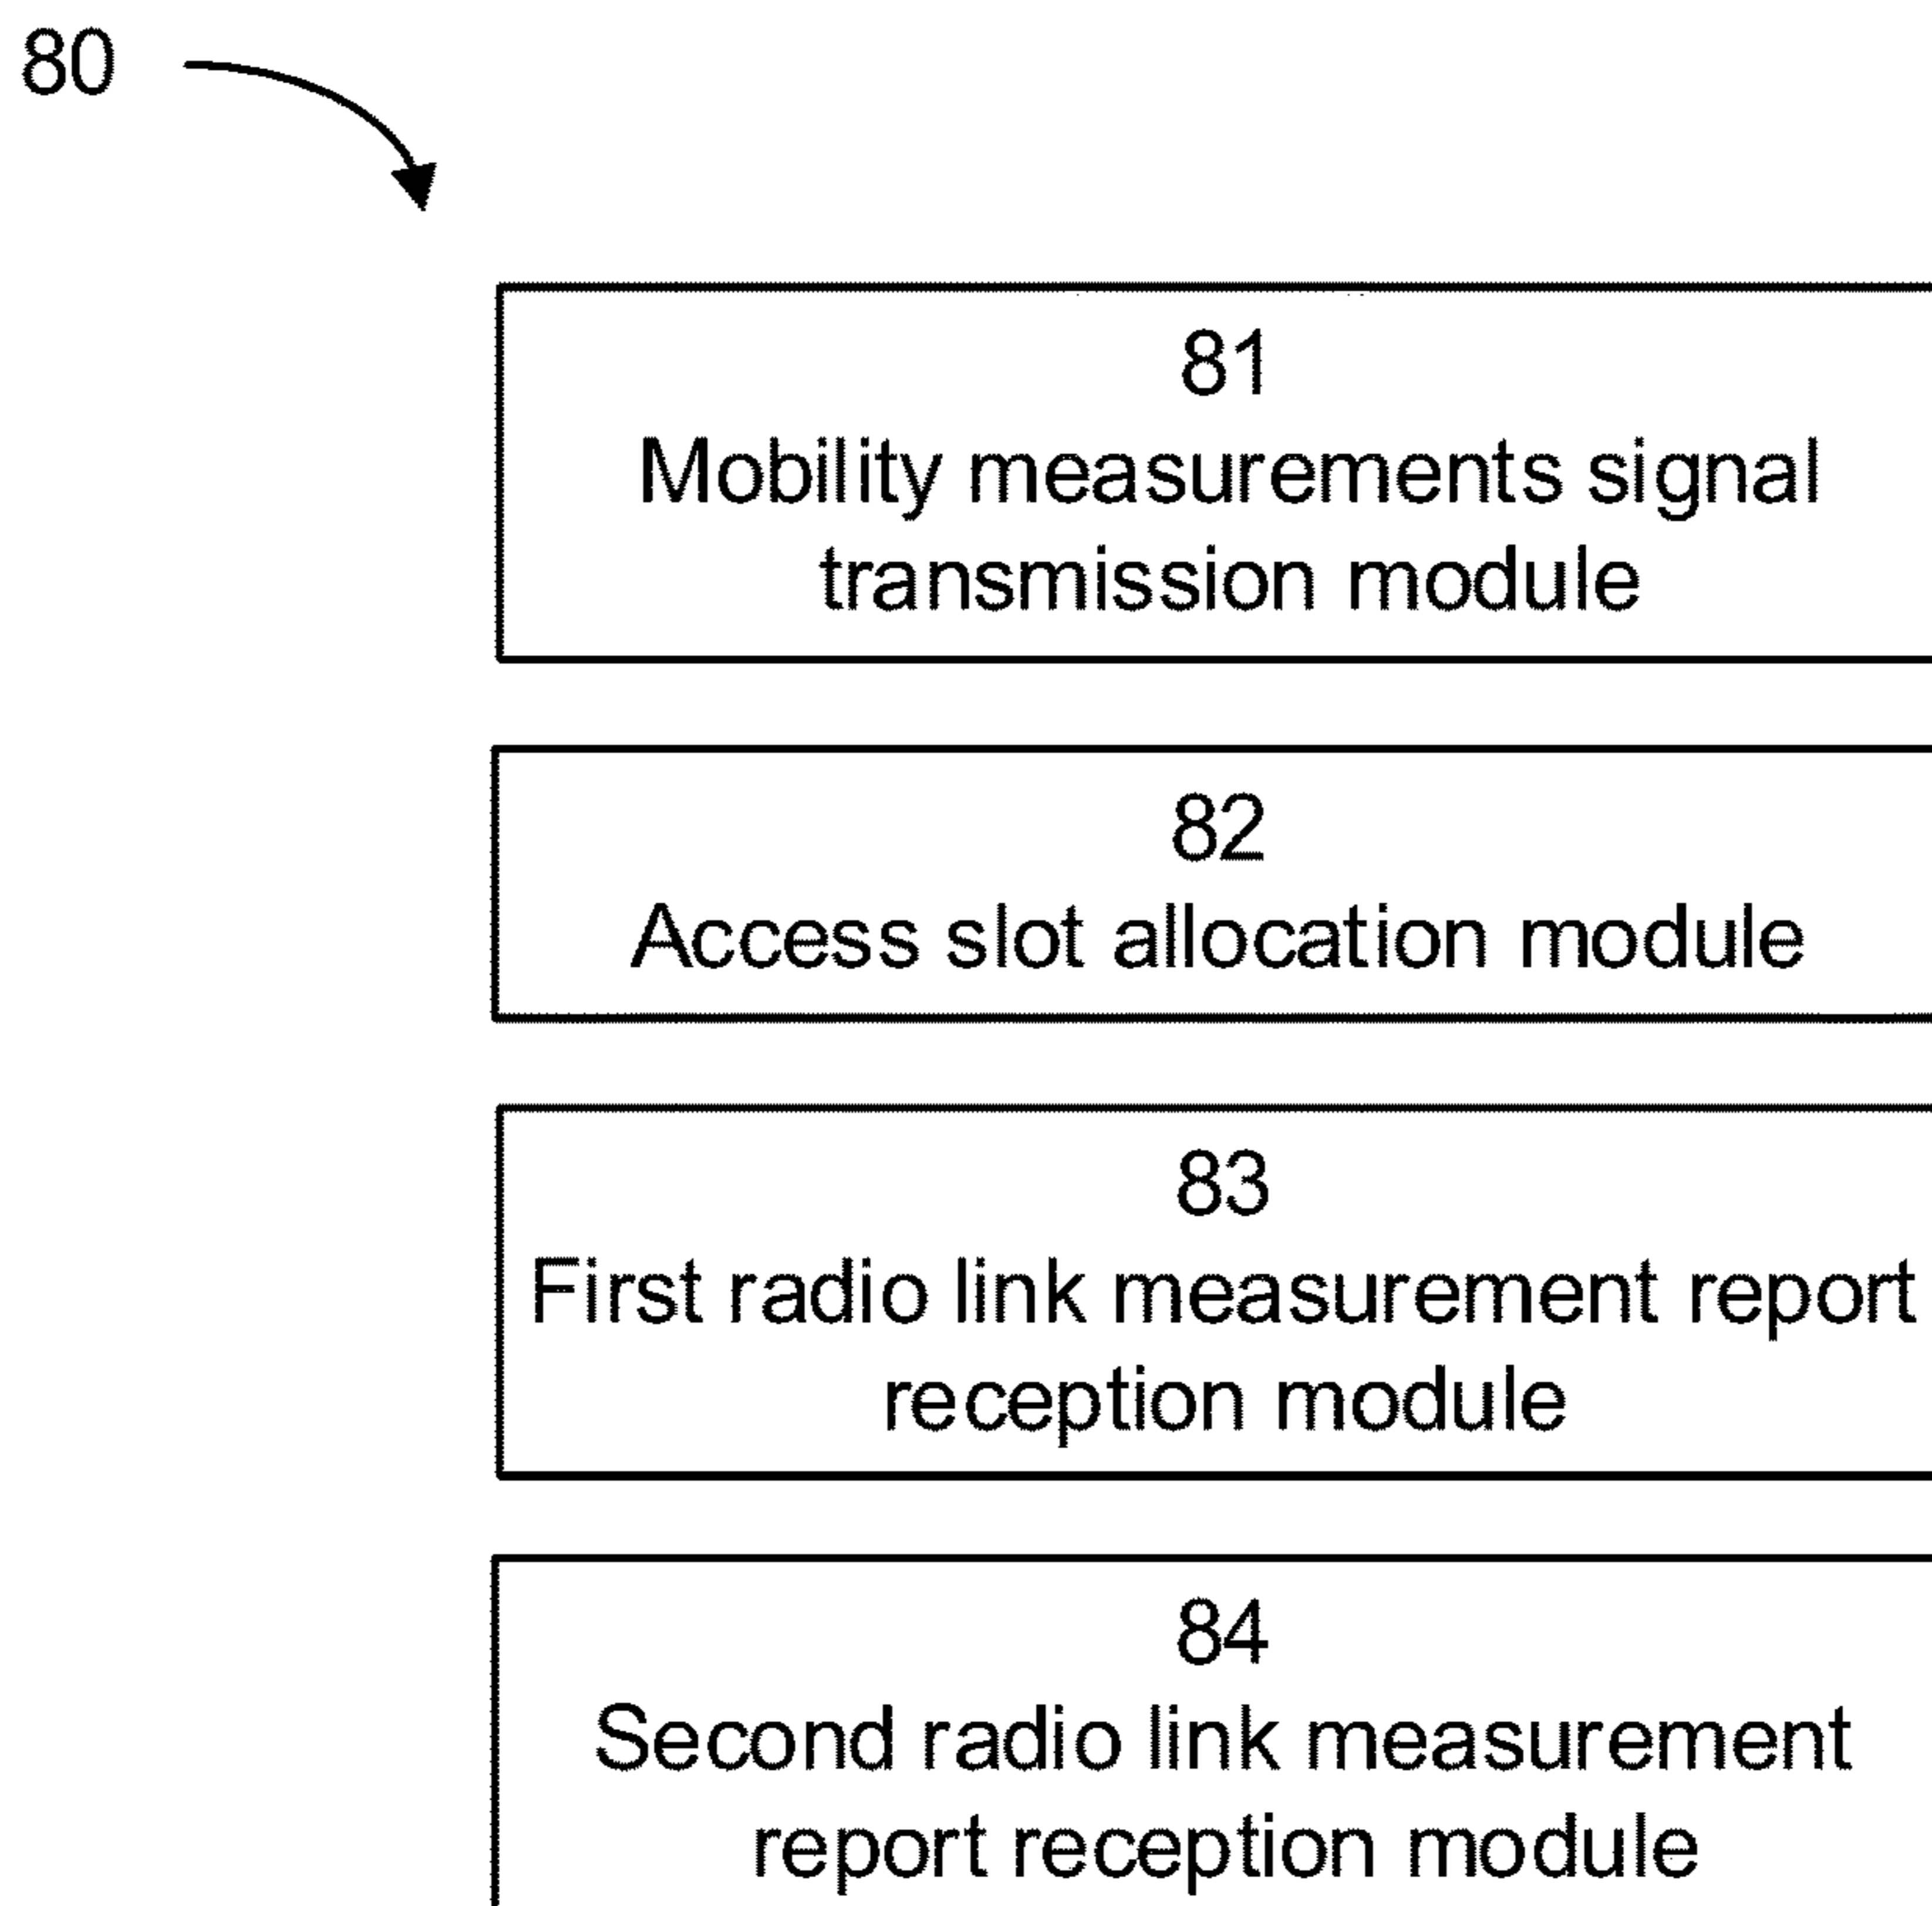 80
81
Mobility measurements signal
transmission module
82
Access slot allocation module
83
First radio link measurement report
reception module
84
Second radio link measurement
report reception module